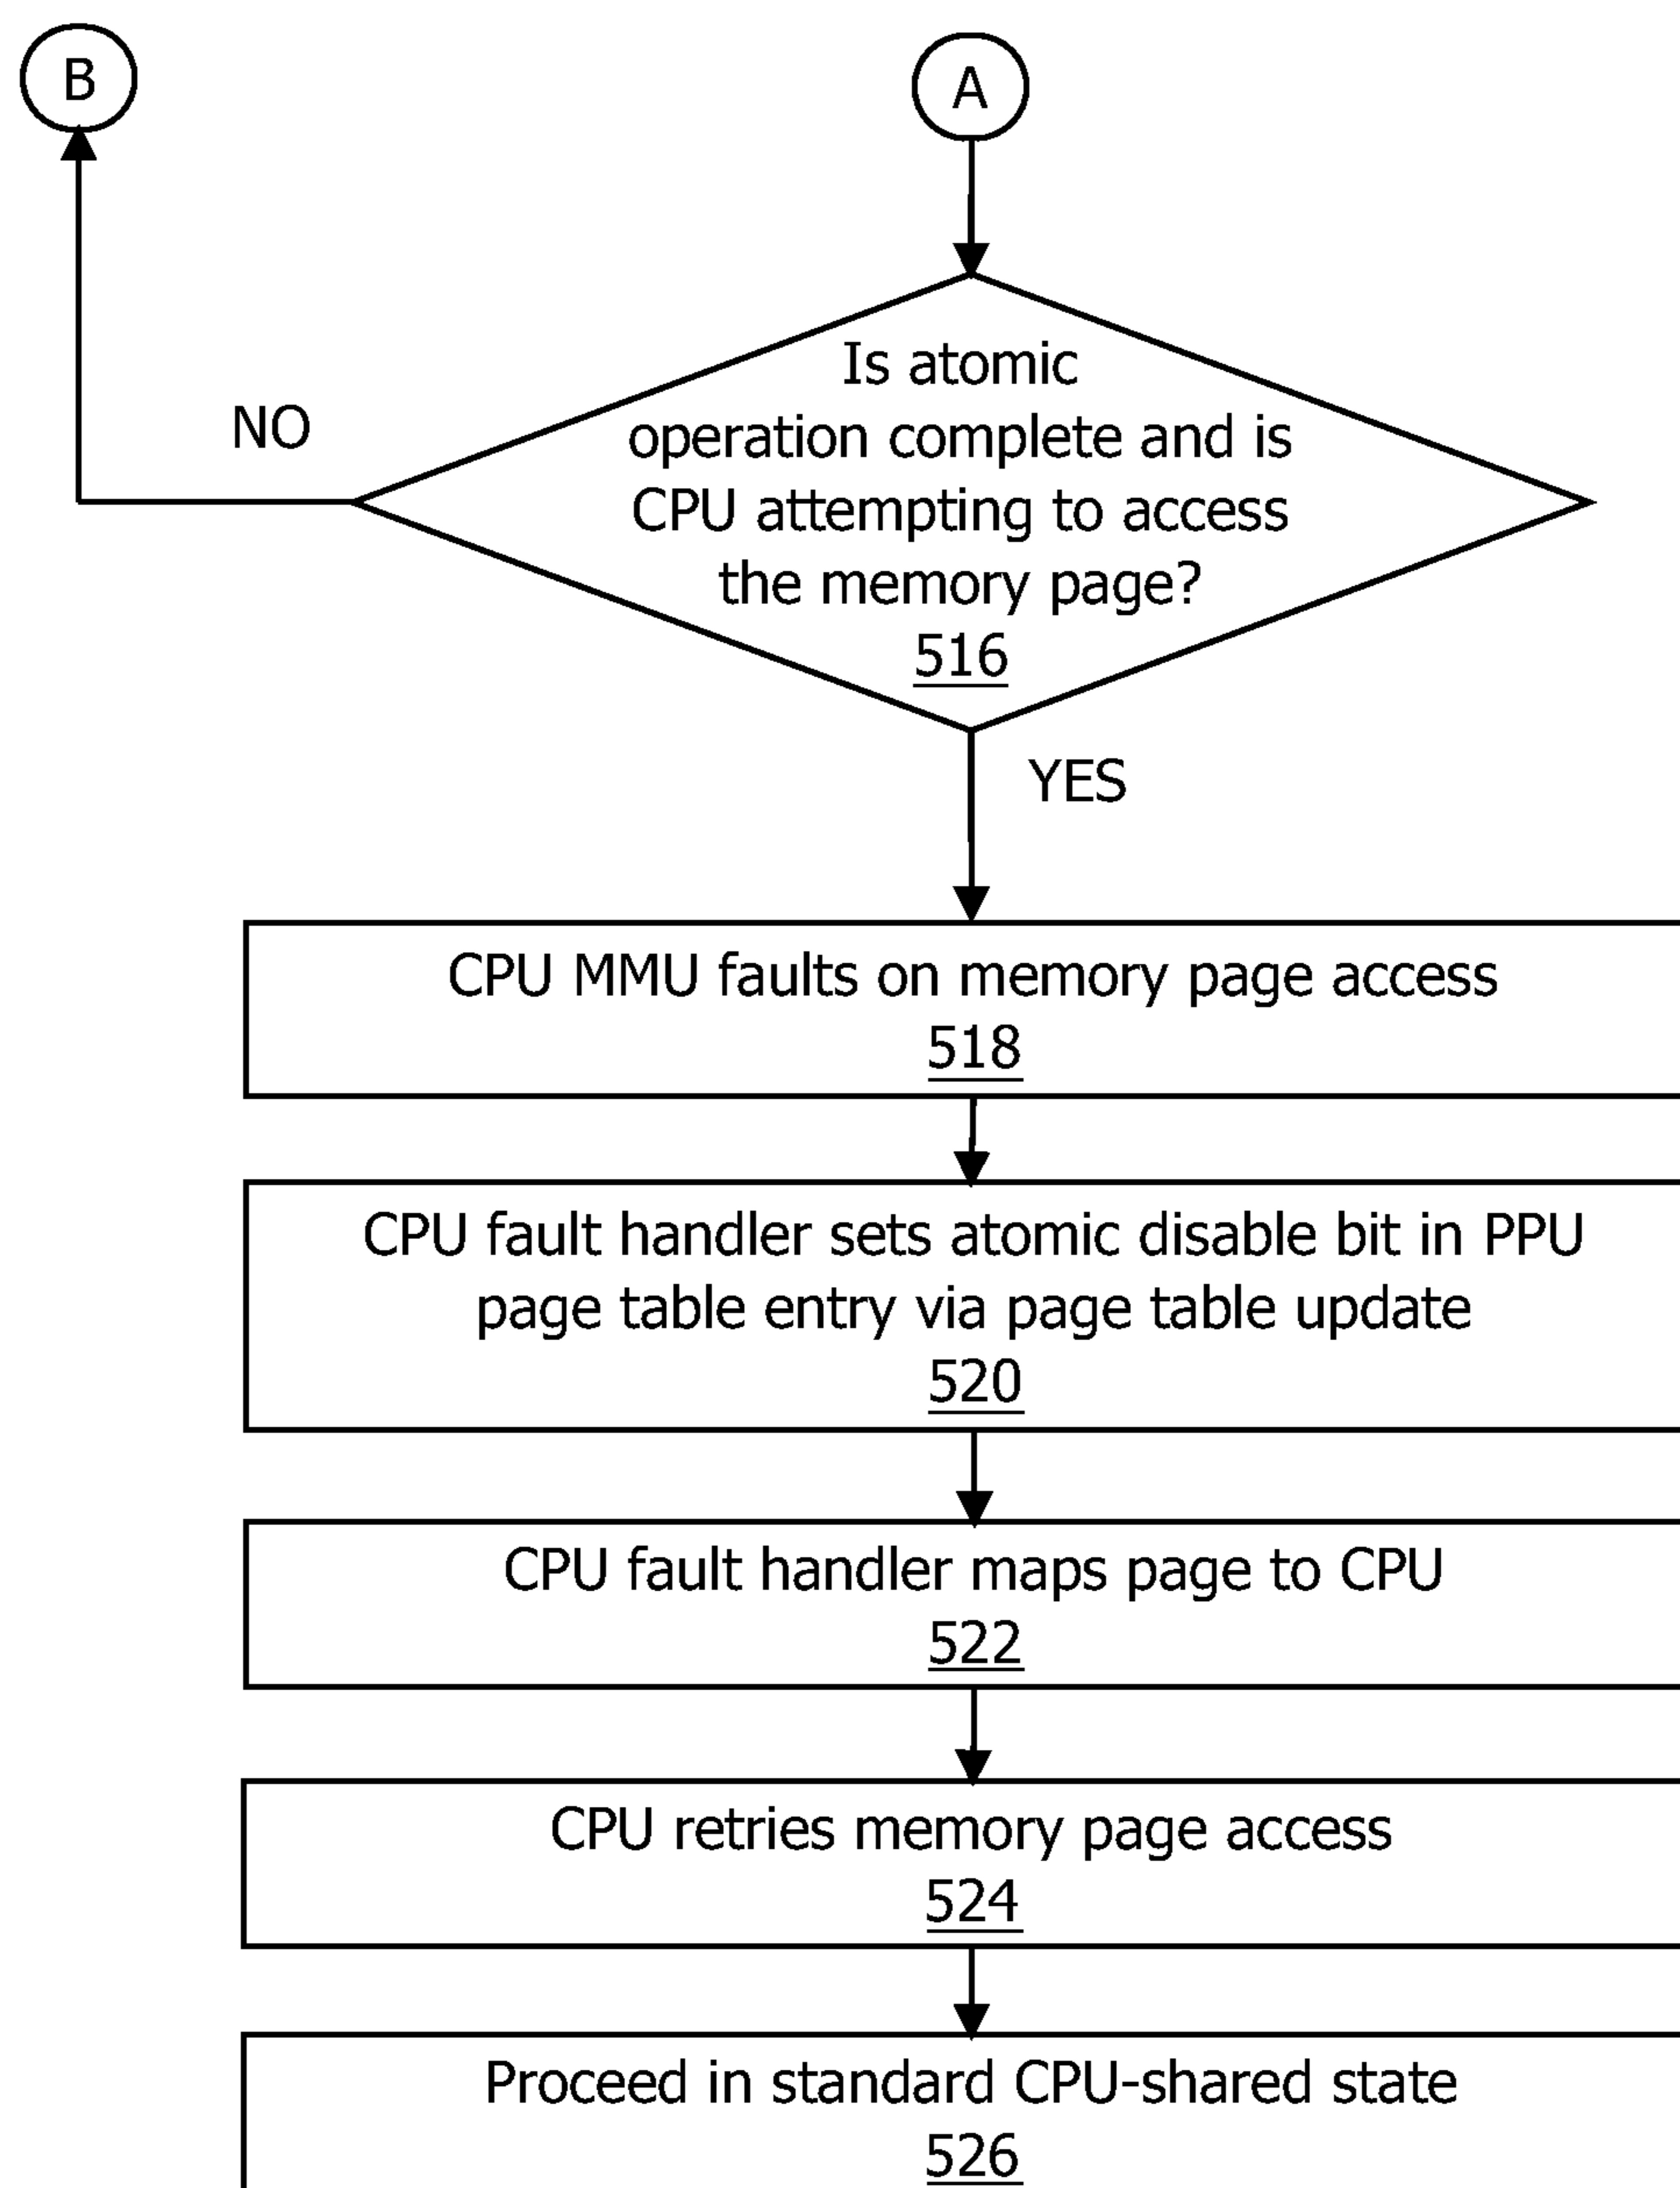 B
A
Is atomic
operation complete and is
CPU attempting to access
the memory page?
516
NO
YES
CPU MMU faults on memory page access
518
CPU fault handler sets atomic disable bit in PPU
page table entry via page table update
520
CPU fault handler maps page to CPU
522
CPU retries memory page access
524
Proceed in standard CPU-shared state
526